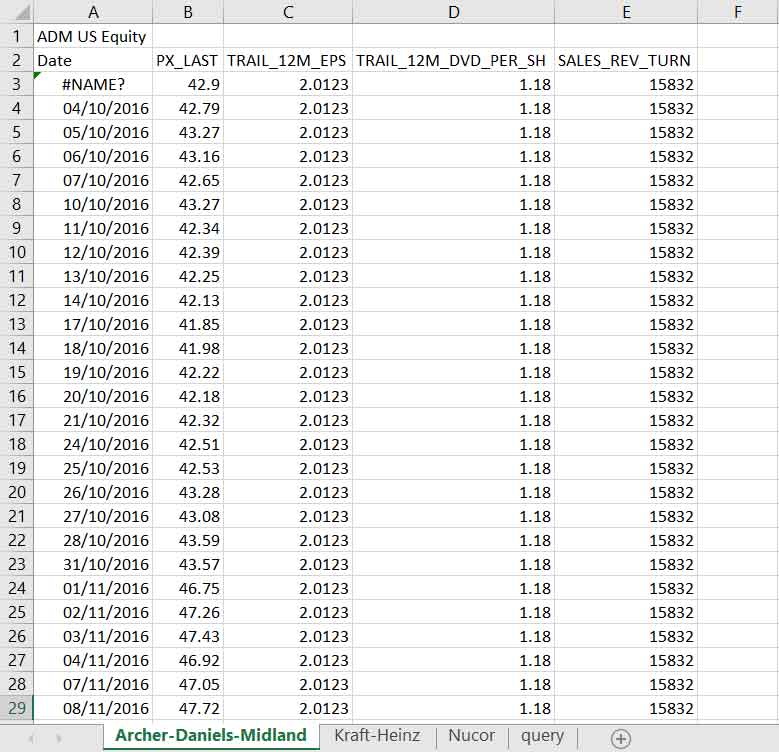 A B C D E F
1 ADM US Equity
2 Date PX_LAST TRAIL_12M_EPS TRAIL_12M_DVD_PER_SH SALES_REV_TURN
3 #NAME? 42.9 2.0123 1.18 15832
4 04/10/2016 42.79 2.0123 1.18 15832
5 05/10/2016 43.27 2.0123 1.18 15832
6 06/10/2016 43.16 2.0123 1.18 15832
7 07/10/2016 42.65 2.0123 1.18 15832
8 10/10/2016 43.27 2.0123 1.18 15832
9 11/10/2016 42.34 2.0123 1.18 15832
10 12/10/2016 42.39 2.0123 1.18 15832
11 13/10/2016 42.25 2.0123 1.18 15832
12 14/10/2016 42.13 2.0123 1.18 15832
13 17/10/2016 41.85 2.0123 1.18 15832
14 18/10/2016 41.98 2.0123 1.18 15832
15 19/10/2016 42.22 2.0123 1.18 15832
16 20/10/2016 42.18 2.0123 1.18 15832
17 21/10/2016 42.32 2.0123 1.18 15832
18 24/10/2016 42.51 2.0123 1.18 15832
19 25/10/2016 42.53 2.0123 1.18 15832
20 26/10/2016 43.28 2.0123 1.18 15832
21 27/10/2016 43.08 2.0123 1.18 15832
22 28/10/2016 43.59 2.0123 1.18 15832
23 31/10/2016 43.57 2.0123 1.18 15832
24 01/11/2016 46.75 2.0123 1.18 15832
25 02/11/2016 47.26 2.0123 1.18 15832
26 03/11/2016 47.43 2.0123 1.18 15832
27 04/11/2016 46.92 2.0123 1.18 15832
28 07/11/2016 47.05 2.0123 1.18 15832
29 08/11/2016 47.72 2.0123 1.18 15832
Archer-Daniels-Midland Kraft-Heinz Nucor query